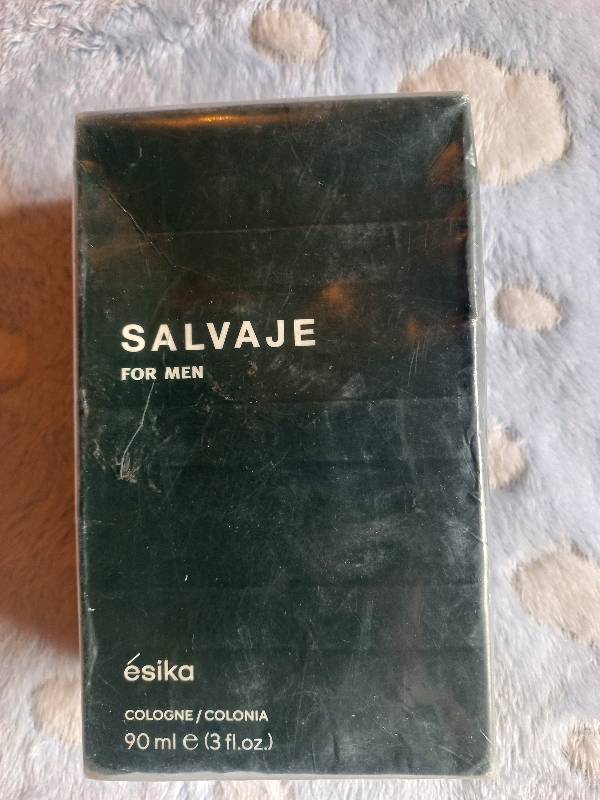 SALVAJE
FOR MEN
ésika
COLOGNE / COLONIA
90 ml ℮ (3 fl.oz.)